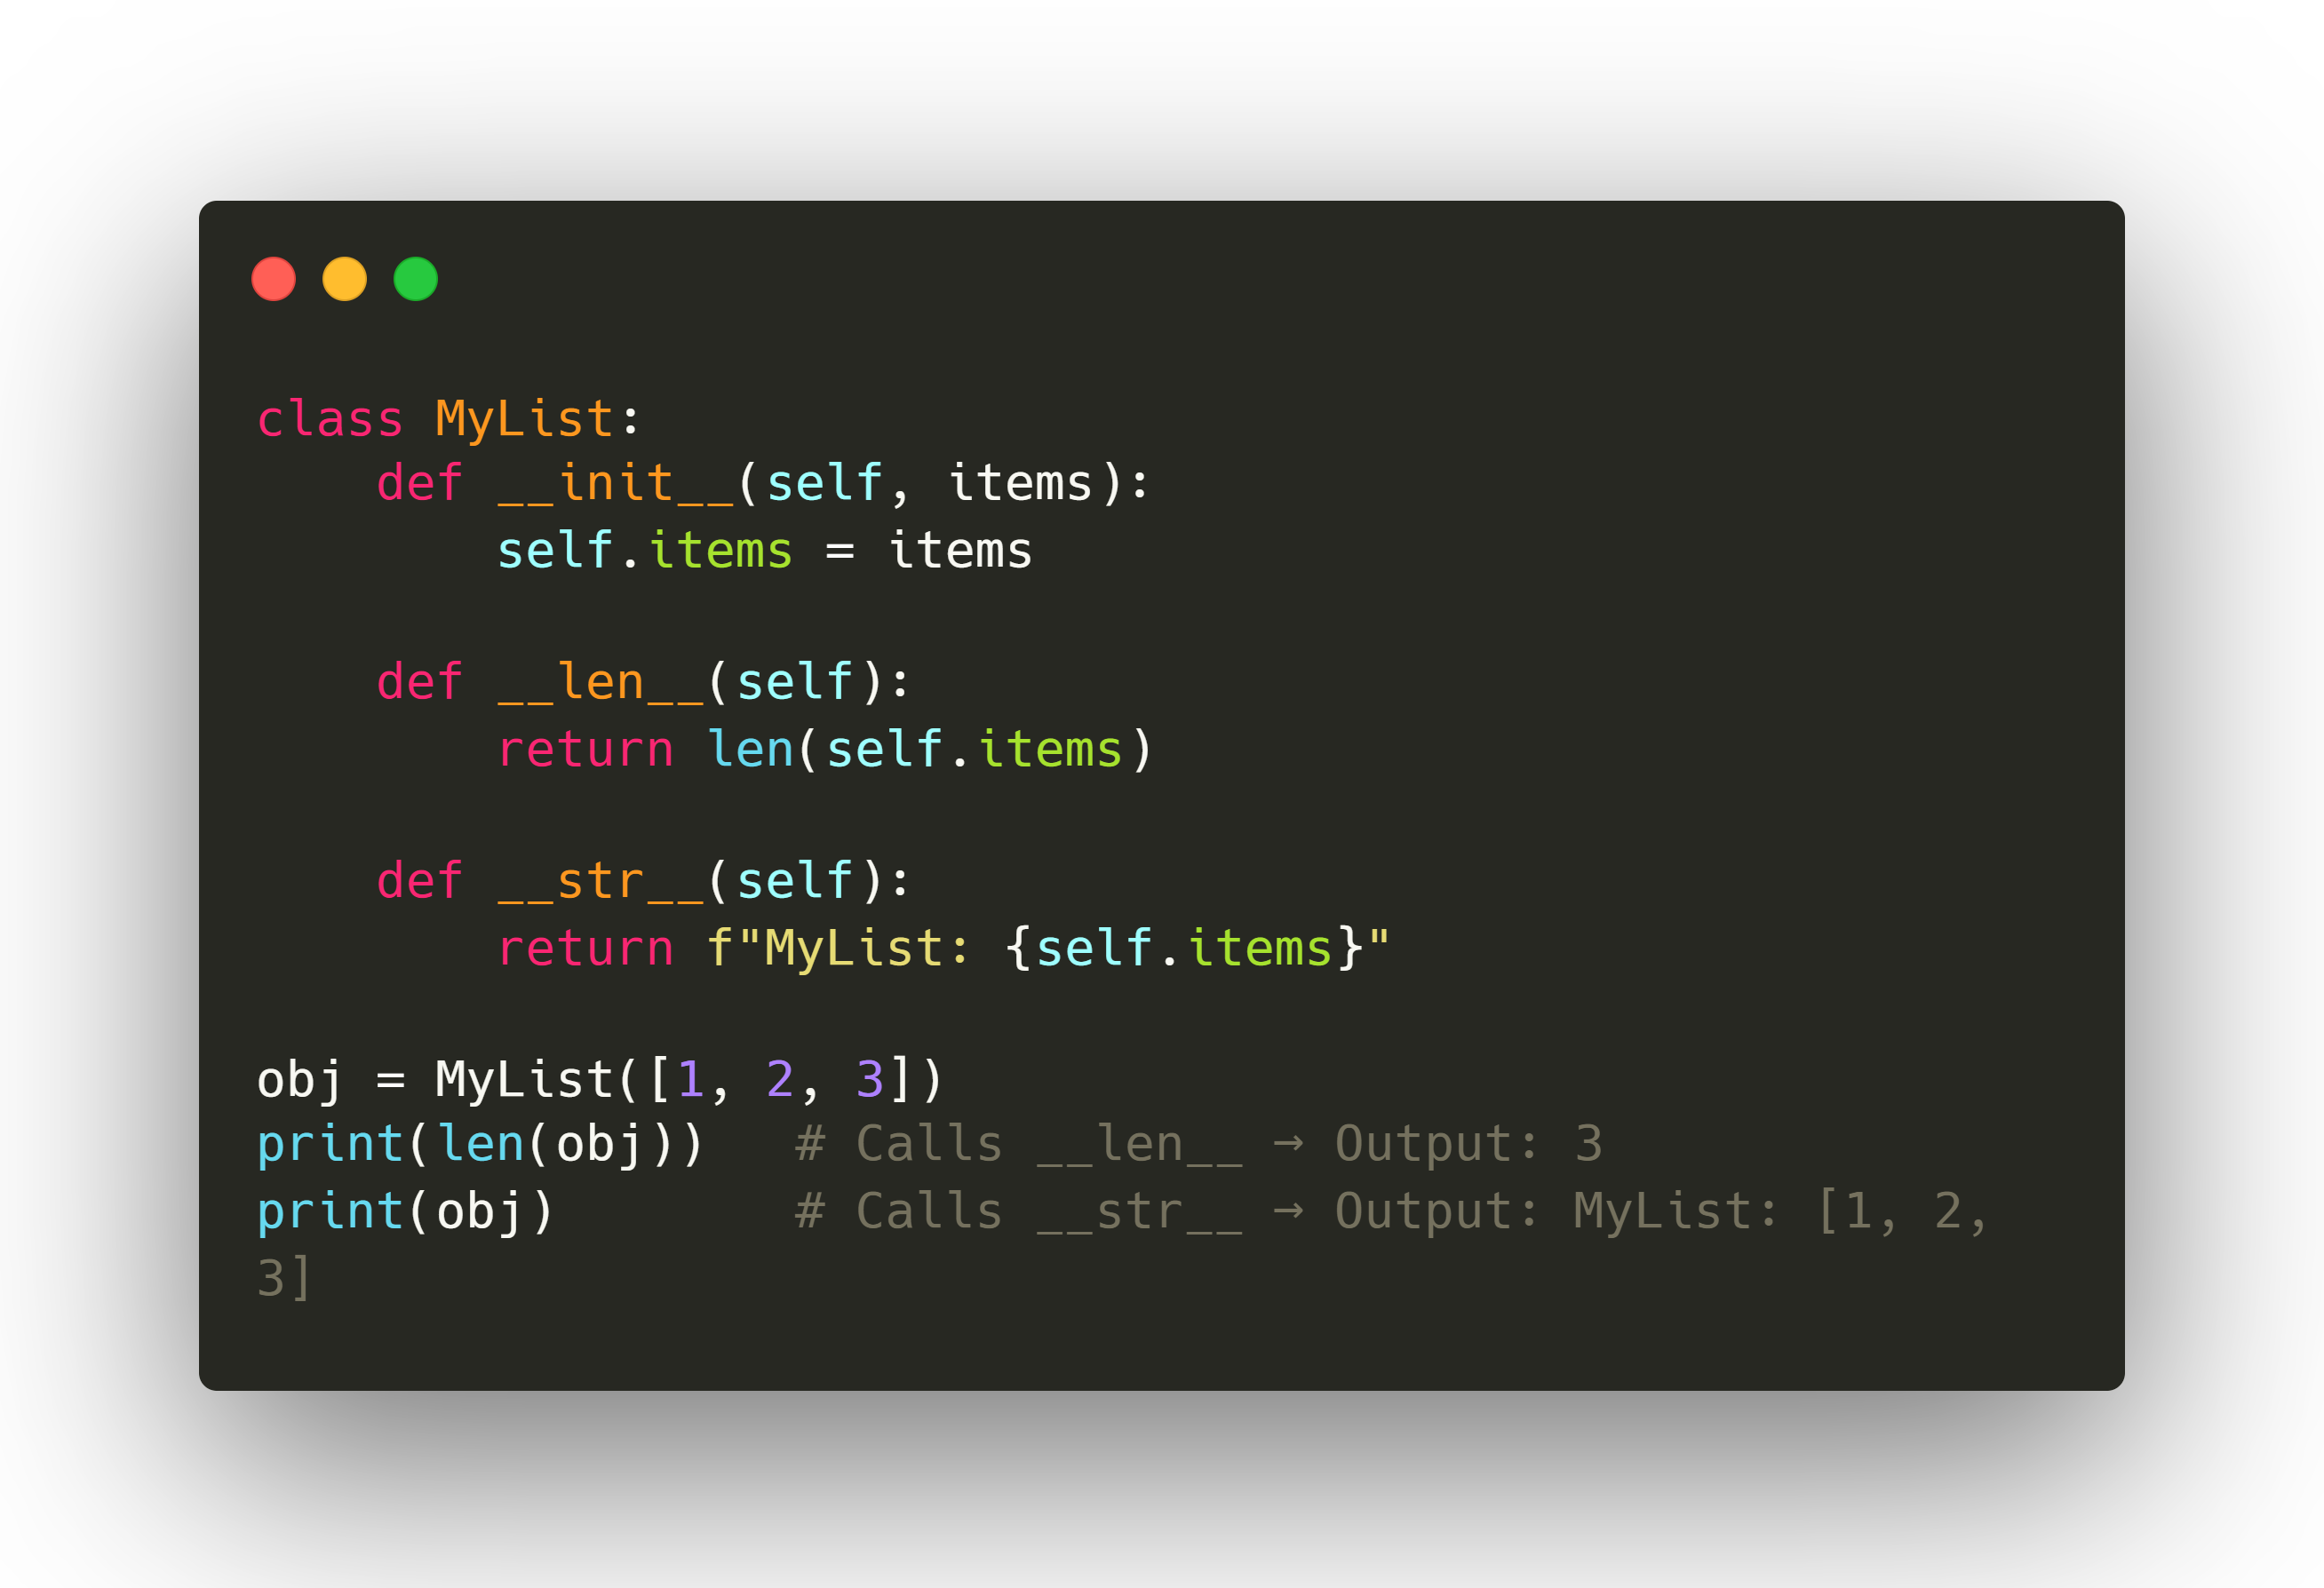 class MyList:
    def __init__(self, items):
        self.items = items

    def __len__(self):
        return len(self.items)

    def __str__(self):
        return f"MyList: {self.items}"

obj = MyList([1, 2, 3])
print(len(obj))   # Calls __len__ → Output: 3
print(obj)        # Calls __str__ → Output: MyList: [1, 2,
3]